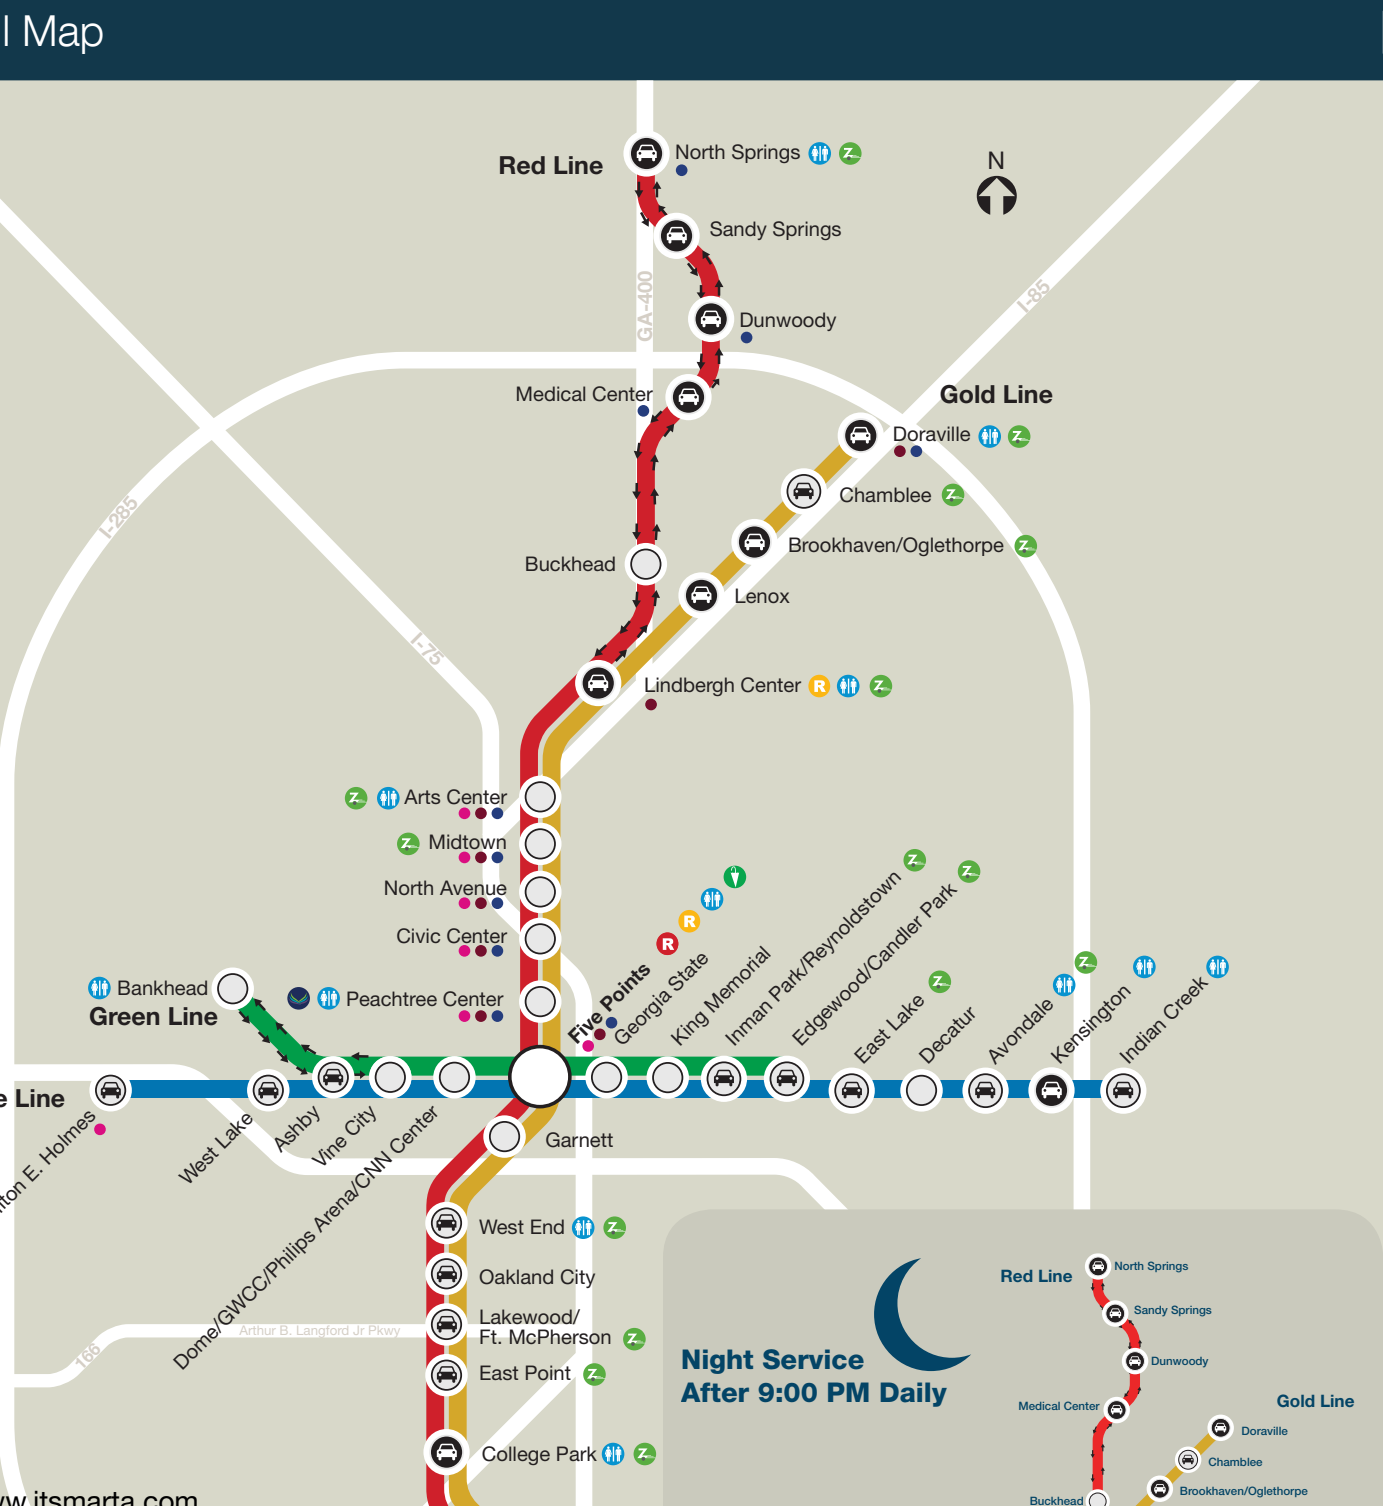 l Map
North Springs
Red Line
N
Sandy Springs
GA-400
I-85
Dunwoody
Medical Center
Gold Line
Doraville
Chamblee
I-285
Brookhaven/Oglethorpe
Buckhead
Lenox
I-75
Lindbergh Center R
Arts Center
Midtown
North Avenue
Civic Center
R
R
Bankhead
Green Line
Peachtree Center
Five Points
Georgia State
King Memorial
Inman Park/Reynoldstown
Edgewood/Candler Park
East Lake
Decatur
Avondale
Kensington
Indian Creek
e Line
ton E. Holmes
West Lake
Ashby
Vine City
Dome/GWCC/Philips Arena/CNN Center
Garnett
West End
Oakland City
Lakewood/
Ft. McPherson
Arthur B. Langford Jr Pkwy
166
East Point
College Park
www.itsmarta.com
Night Service
After 9:00 PM Daily
Red Line
North Springs
Sandy Springs
Dunwoody
Medical Center
Gold Line
Doraville
Chamblee
Brookhaven/Oglethorpe
Buckhead